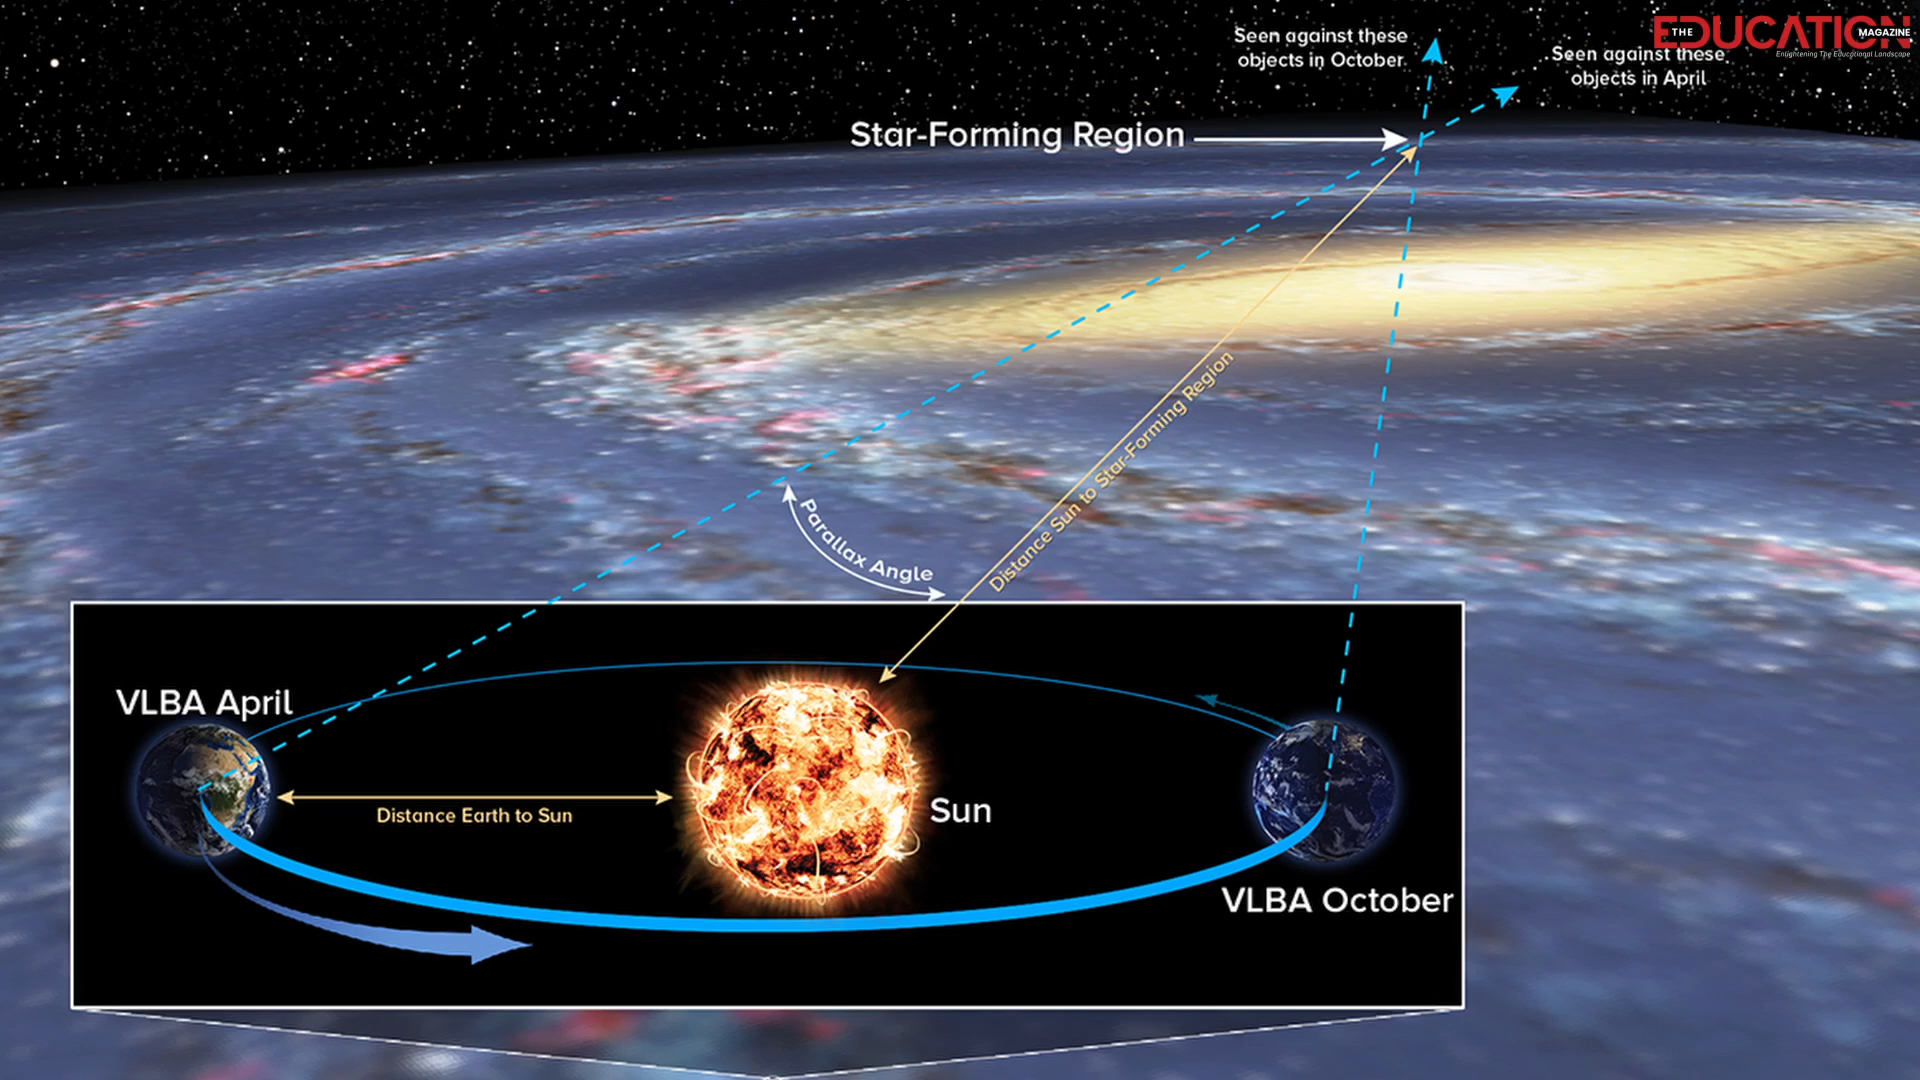 THE EDUCATION MAGAZINE
Enlightening The Educational Landscape
Seen against these
objects in October
Seen against these
objects in April
Star-Forming Region
Distance Sun to Star-Forming Region
Parallax Angle
VLBA April
Distance Earth to Sun
Sun
VLBA October